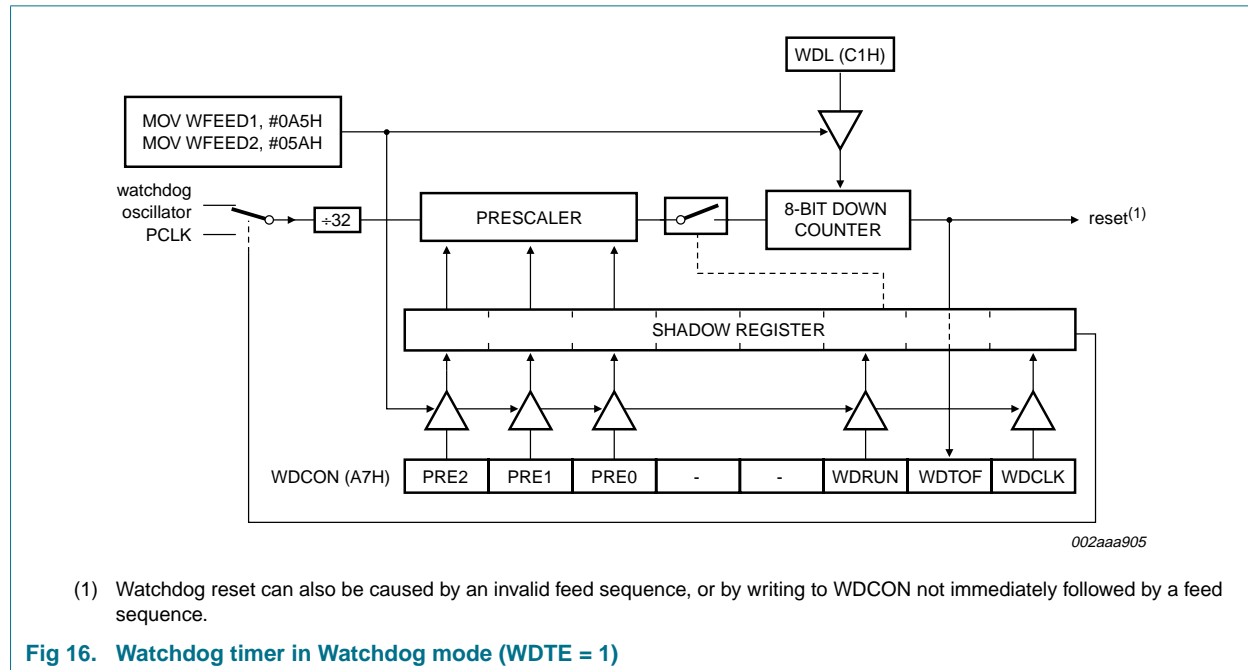 WDL (C1H)
MOV WFEED1, #0A5H
MOV WFEED2, #05AH
watchdog
oscillator
PCLK
÷32
PRESCALER
8-BIT DOWN
COUNTER
reset(1)
SHADOW REGISTER
WDCON (A7H)
PRE2
PRE1
PRE0
-
-
WDRUN
WDTOF
WDCLK
002aaa905
(1) Watchdog reset can also be caused by an invalid feed sequence, or by writing to WDCON not immediately followed by a feed
sequence.
Fig 16. Watchdog timer in Watchdog mode (WDTE = 1)